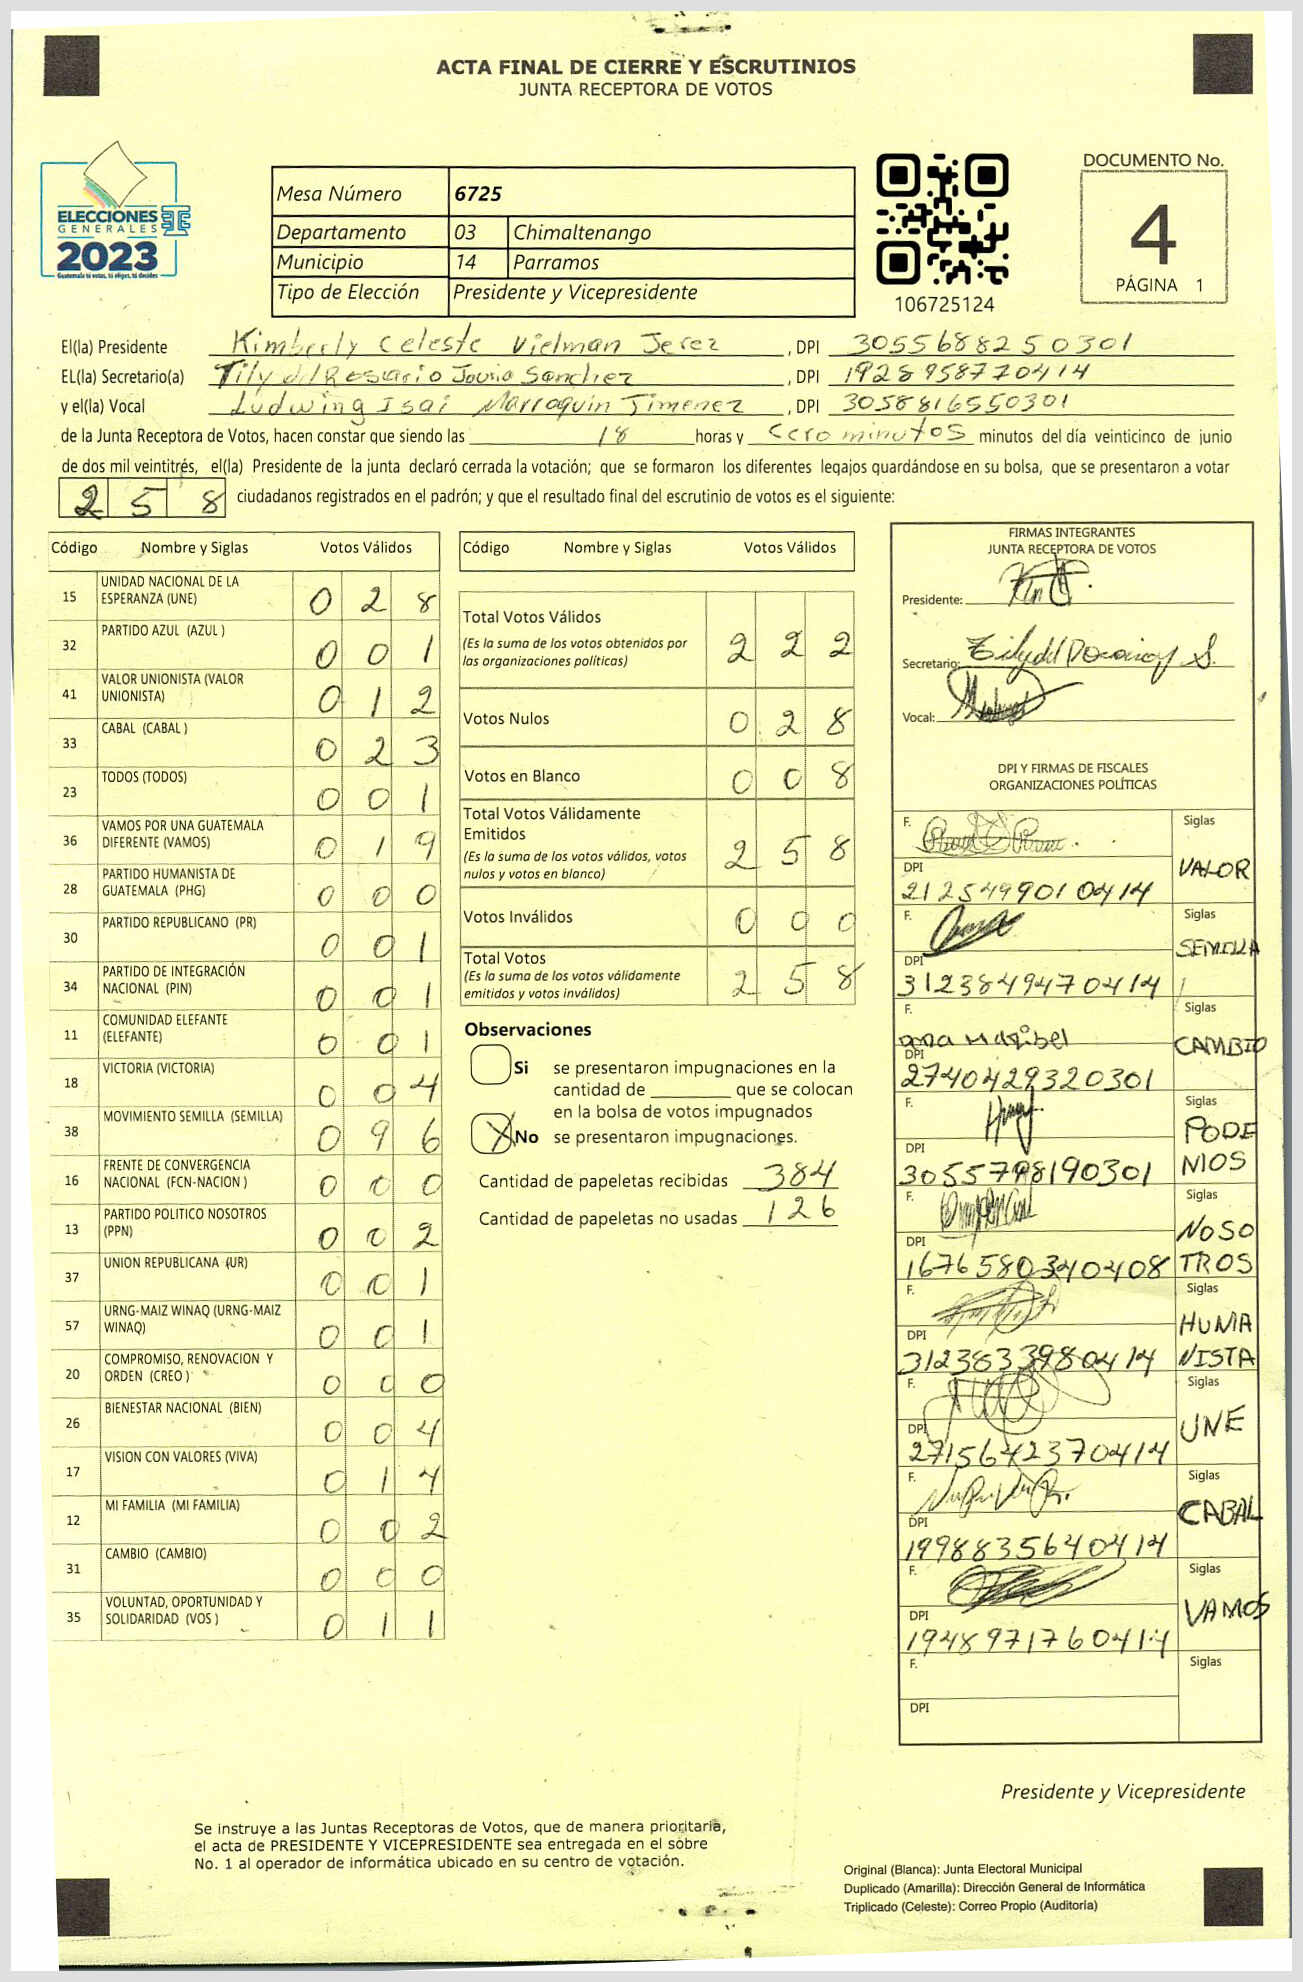 ACTA FINAL DE CIERRE Y ESCRUTINIOS
JUNTA RECEPTORA DE VOTOS
ELECCIONES
GENERALES
2023
Guatemala tú votas, tú eliges, tú decides
Mesa Número 6725
Departamento 03 Chimaltenango
Municipio 14 Parramos
Tipo de Elección Presidente y Vicepresidente
106725124
DOCUMENTO No.
4
PÁGINA 1
El(la) Presidente Kimberly Celeste Vielman Jerez , DPI 3055688250301
EL(la) Secretario(a) Tily del Rosario Sanchez , DPI 1928958770414
y el(la) Vocal Ludwing Isai Marroquin Jimenez , DPI 3058816550301
de la Junta Receptora de Votos, hacen constar que siendo las 18 horas y cero minutos minutos del día veinticinco de junio
de dos mil veintitrés, el(la) Presidente de la junta declaró cerrada la votación; que se formaron los diferentes legajos quardándose en su bolsa, que se presentaron a votar
258 ciudadanos registrados en el padrón; y que el resultado final del escrutinio de votos es el siguiente:
Código Nombre y Siglas Votos Válidos
15 UNIDAD NACIONAL DE LA ESPERANZA (UNE) 0 2 8
32 PARTIDO AZUL (AZUL ) 0 0 1
41 VALOR UNIONISTA (VALOR UNIONISTA) 0 1 2
33 CABAL (CABAL ) 0 2 3
23 TODOS (TODOS) 0 0 1
36 VAMOS POR UNA GUATEMALA DIFERENTE (VAMOS) 0 1 9
28 PARTIDO HUMANISTA DE GUATEMALA (PHG) 0 0 0
30 PARTIDO REPUBLICANO (PR) 0 0 1
34 PARTIDO DE INTEGRACIÓN NACIONAL (PIN) 0 0 1
11 COMUNIDAD ELEFANTE (ELEFANTE) 0 0 1
18 VICTORIA (VICTORIA) 0 0 4
38 MOVIMIENTO SEMILLA (SEMILLA) 0 9 6
16 FRENTE DE CONVERGENCIA NACIONAL (FCN-NACION ) 0 0 0
13 PARTIDO POLITICO NOSOTROS (PPN) 0 0 2
37 UNION REPUBLICANA (UR) 0 0 1
57 URNG-MAIZ WINAQ (URNG-MAIZ WINAQ) 0 0 1
20 COMPROMISO, RENOVACION Y ORDEN (CREO ) 0 0 0
26 BIENESTAR NACIONAL (BIEN) 0 0 4
17 VISION CON VALORES (VIVA) 0 1 4
12 MI FAMILIA (MI FAMILIA) 0 0 2
31 CAMBIO (CAMBIO) 0 0 0
35 VOLUNTAD, OPORTUNIDAD Y SOLIDARIDAD (VOS ) 0 1 1
Código Nombre y Siglas Votos Válidos
Total Votos Válidos 2 2 2
(Es la suma de los votos obtenidos por
las organizaciones políticas)
Votos Nulos 0 2 8
Votos en Blanco 0 0 8
Total Votos Válidamente
Emitidos 2 5 8
(Es la suma de los votos válidos, votos
nulos y votos en blanco)
Votos Inválidos 0 0 0
Total Votos 2 5 8
(Es la suma de los votos válidamente
emitidos y votos inválidos)
Observaciones
Si se presentaron impugnaciones en la
cantidad de ________ que se colocan
en la bolsa de votos impugnados
X No se presentaron impugnaciones.
Cantidad de papeletas recibidas 384
Cantidad de papeletas no usadas 126
FIRMAS INTEGRANTES
JUNTA RECEPTORA DE VOTOS
Presidente:
Secretario:
Vocal:
DPI Y FIRMAS DE FISCALES
ORGANIZACIONES POLÍTICAS
F. Siglas VALOR
DPI 2125499010414
F. Siglas SEMILLA
DPI 3123849470414
F. ana maribel Siglas CAMBIO
DPI 2740429320301
F. Siglas PODEMOS
DPI 3055798190301
F. Siglas NOSOTROS
DPI 1676580340408
F. Siglas HUMANISTA
DPI 3123833980414
F. Siglas UNE
DPI 2715642370414
F. Siglas CABAL
DPI 1998835640414
F. Siglas VAMOS
DPI 1948971760414
F. Siglas
DPI
Presidente y Vicepresidente
Se instruye a las Juntas Receptoras de Votos, que de manera prioritaria,
el acta de PRESIDENTE Y VICEPRESIDENTE sea entregada en el sobre
No. 1 al operador de informática ubicado en su centro de votación.
Original (Blanca): Junta Electoral Municipal
Duplicado (Amarilla): Dirección General de Informática
Triplicado (Celeste): Correo Propio (Auditoría)